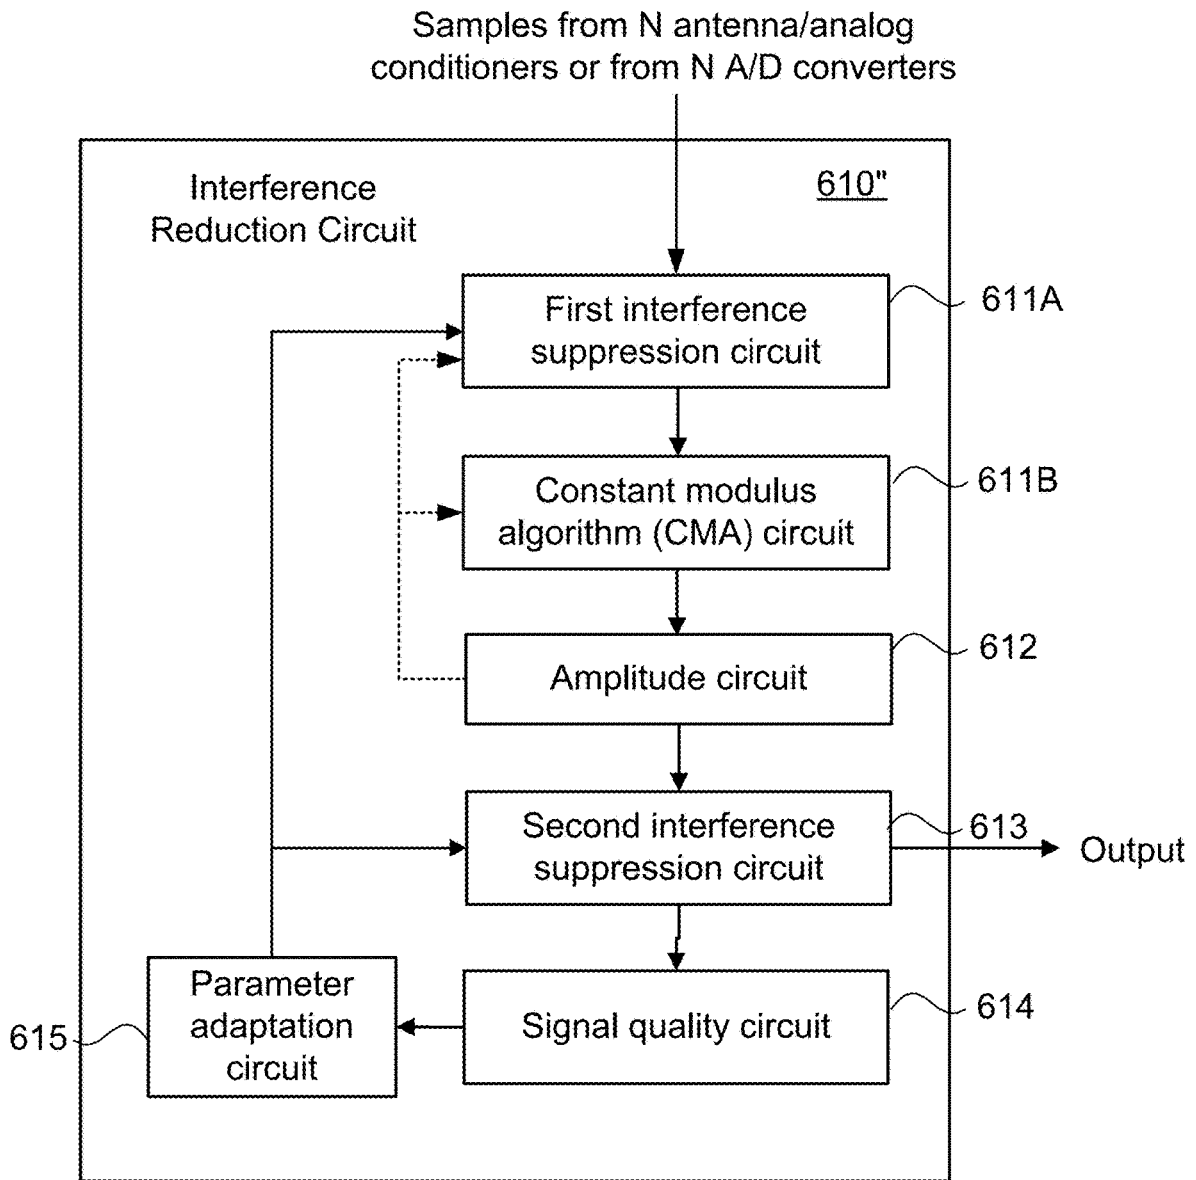 Samples from N antenna/analog
conditioners or from N A/D converters
Interference
Reduction Circuit
610"
First interference
suppression circuit
611A
Constant modulus
algorithm (CMA) circuit
611B
Amplitude circuit
612
Second interference
suppression circuit
613
Output
Parameter
adaptation
circuit
615
Signal quality circuit
614